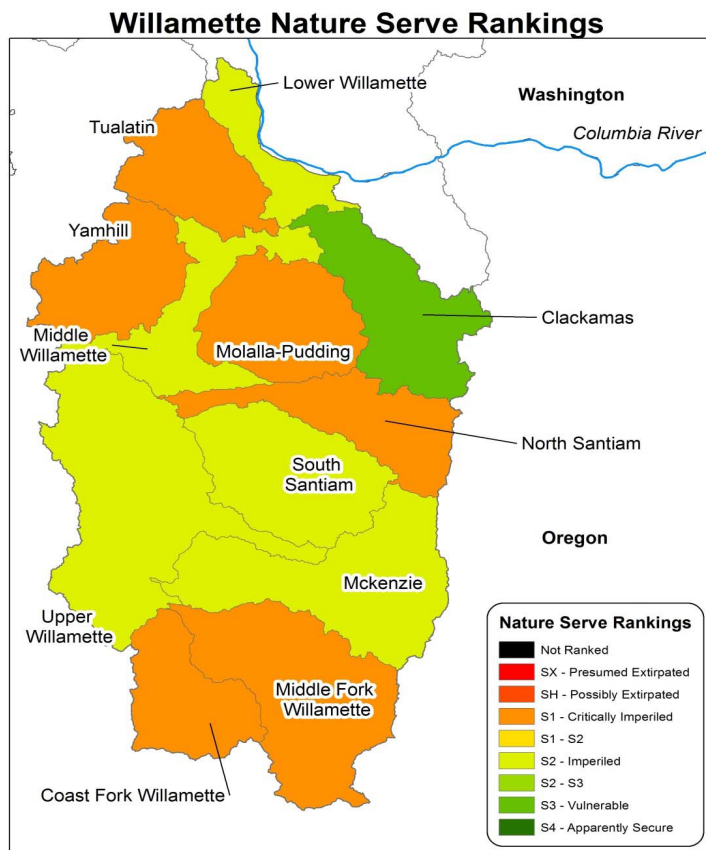 Willamette Nature Serve Rankings
Lower Willamette
Washington
Tualatin
Columbia River
Yamhill
Clackamas
Middle
Willamette
Molalla-Pudding
North Santiam
South
Santiam
Oregon
Mckenzie
Upper
Willamette
Middle Fork
Willamette
Coast Fork Willamette
Nature Serve Rankings
Not Ranked
SX - Presumed Extirpated
SH - Possibly Extirpated
S1 - Critically Imperiled
S1 - S2
S2 - Imperiled
S2 - S3
S3 - Vulnerable
S4 - Apparently Secure